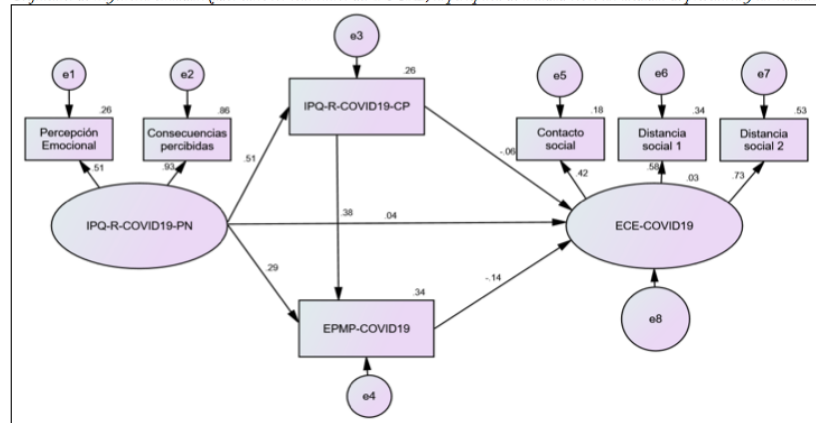 e3
e1
e2
e5
e6
e7
.26
IPQ-R-COVID19-CP
.26
Percepción
Emocional
.86
Consecuencias
percibidas
.18
Contacto
social
.34
Distancia
social 1
.53
Distancia
social 2
.51
.93
.51
-.06
.42
.58
.03
.73
IPQ-R-COVID19-PN
.38
.04
ECE-COVID19
.29
-.14
.34
EPMP-COVID19
e8
e4